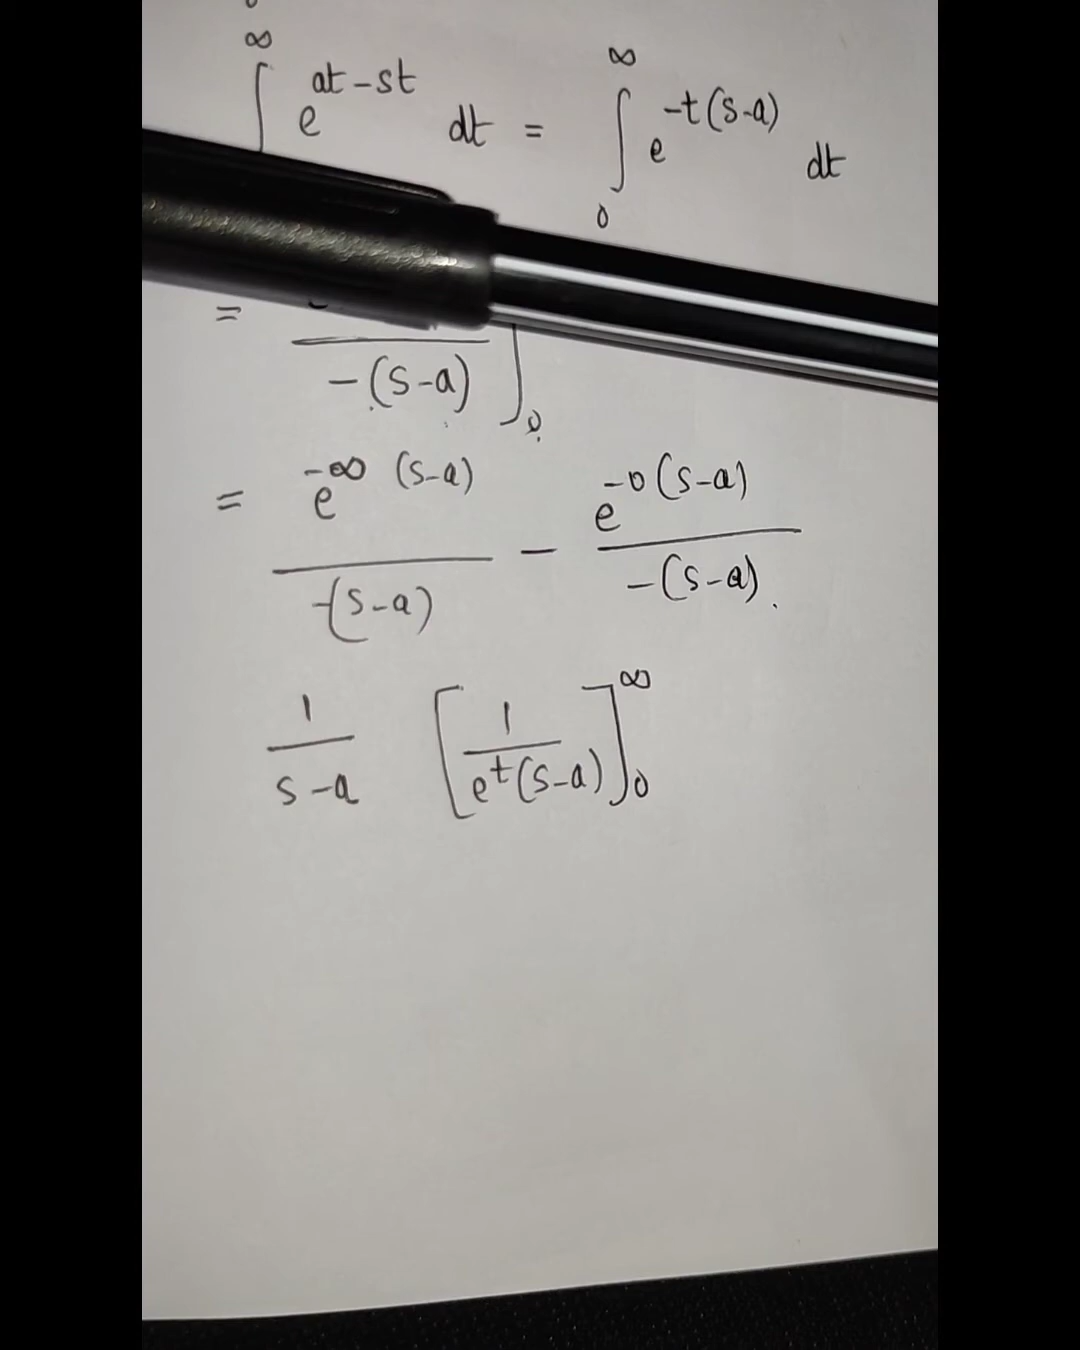 ∞ ∞
∫ e^{at-st} dt = ∫ e^{-t(s-a)} dt
0
=
-(s-a) ]₀
= e^{-∞ (s-a)} / -(s-a) - e^{-0(s-a)} / -(s-a).
1/(s-a) [ 1/e^{t(s-a)} ]₀^∞